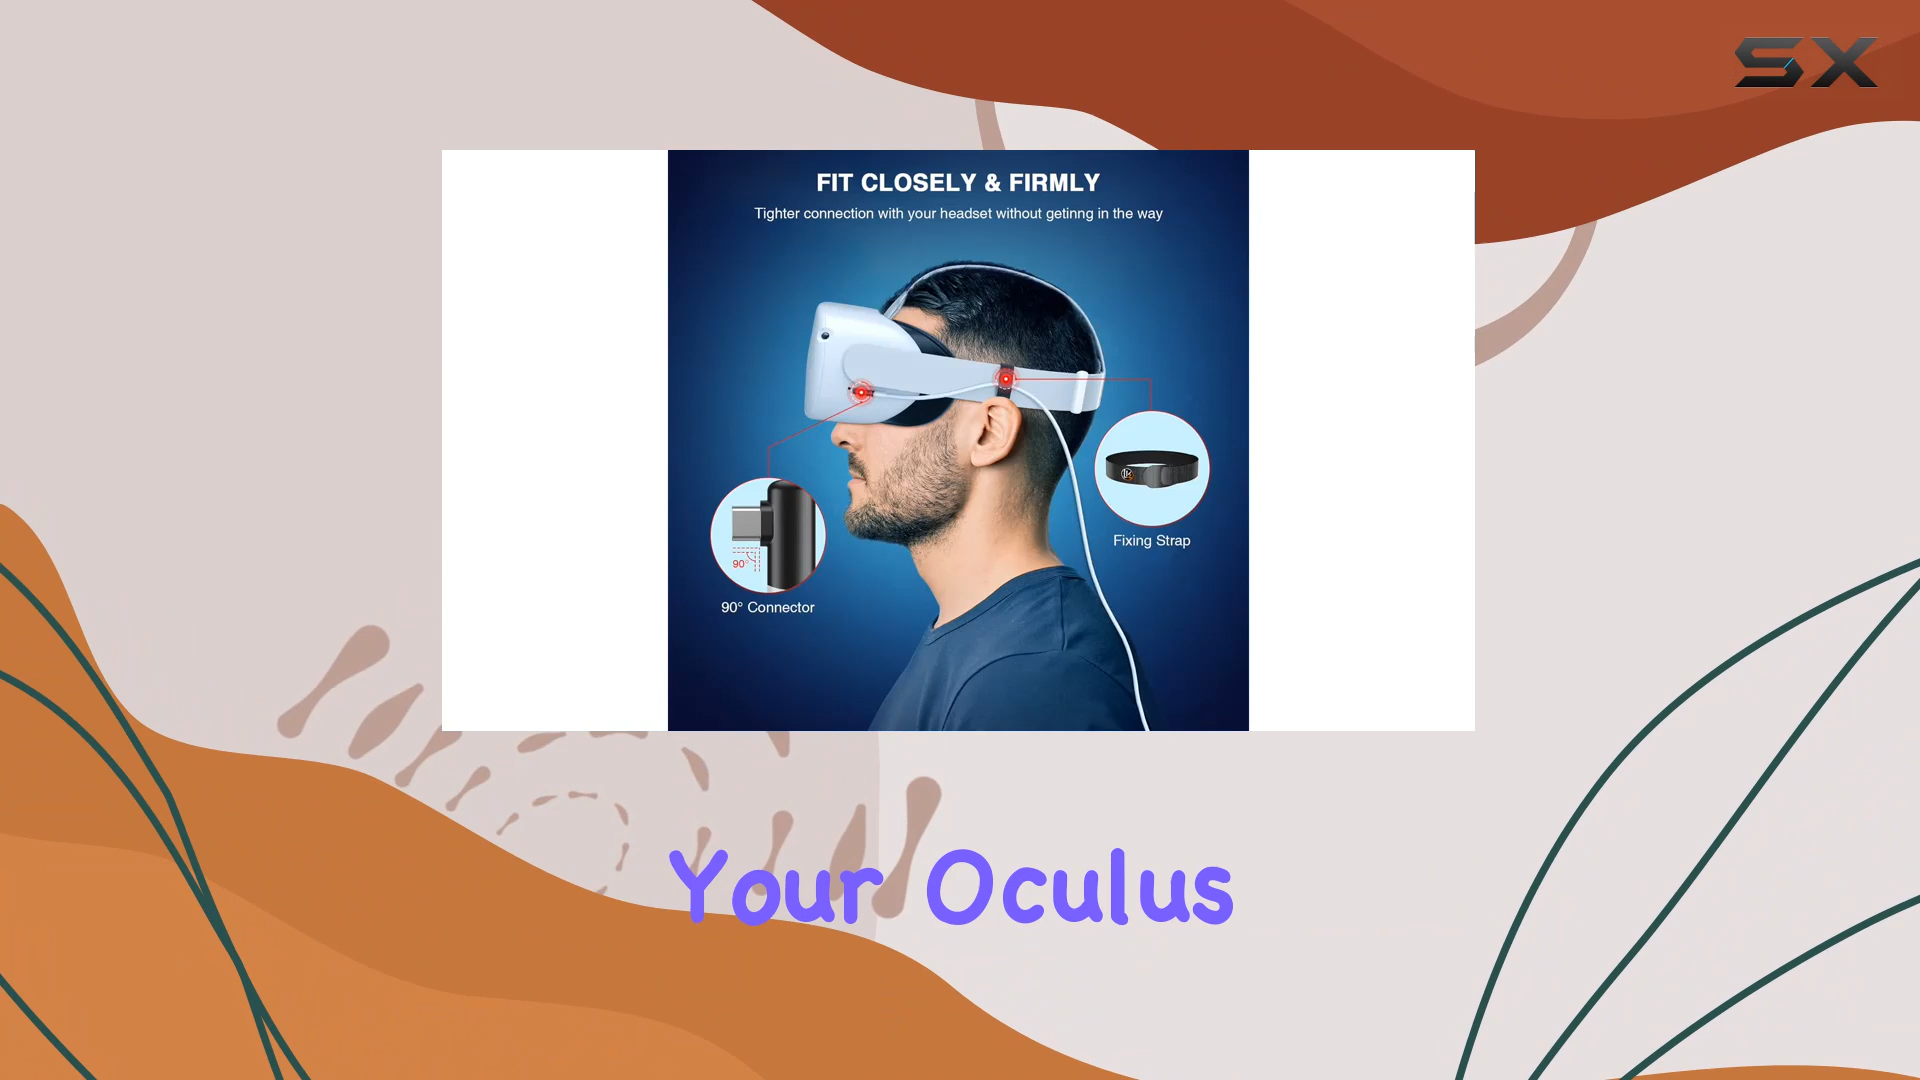 SX
FIT CLOSELY & FIRMLY
Tighter connection with your headset without getinng in the way
90°
90° Connector
Fixing Strap
Your Oculus